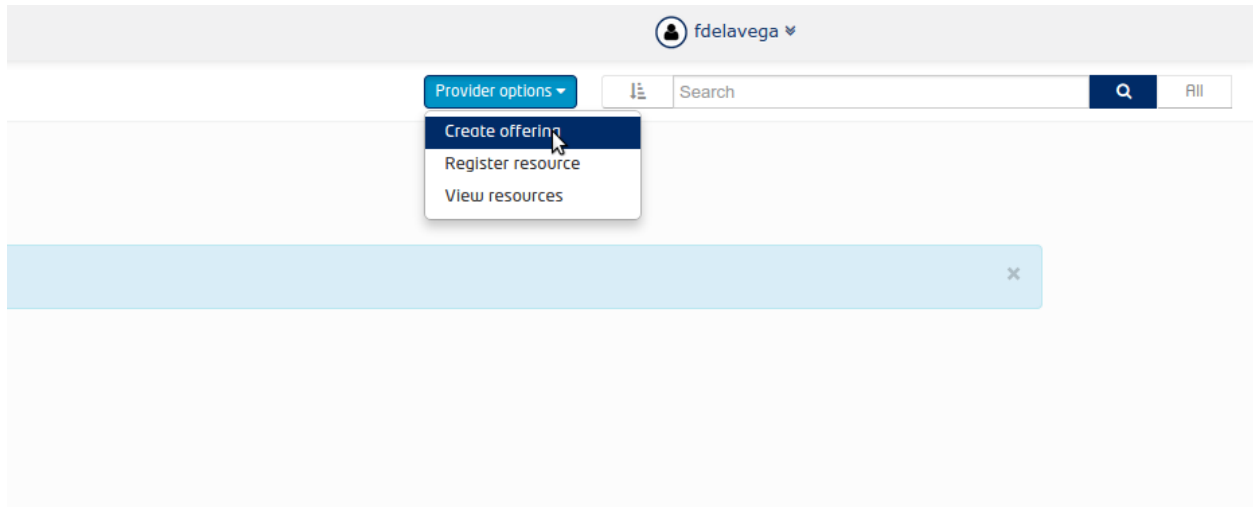 fdelavega
Provider options
Search
All
Create offering
Register resource
View resources